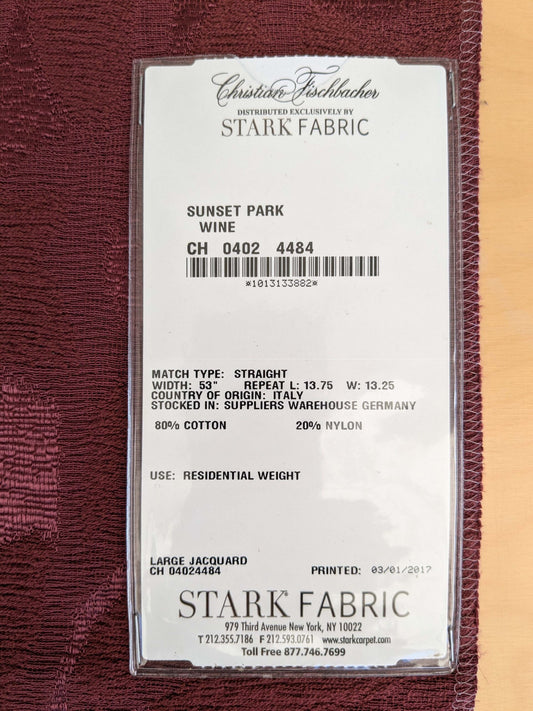 Christian Fischbacher
DISTRIBUTED EXCLUSIVELY BY
STARK® FABRIC
SUNSET PARK
WINE
CH 0402 4484
*1013133882*
MATCH TYPE: STRAIGHT
WIDTH: 53" REPEAT L: 13.75 W: 13.25
COUNTRY OF ORIGIN: ITALY
STOCKED IN: SUPPLIERS WAREHOUSE GERMANY
80% COTTON 20% NYLON
USE: RESIDENTIAL WEIGHT
LARGE JACQUARD
CH 04024484 PRINTED: 03/01/2017
STARK® FABRIC
979 Third Avenue New York, NY 10022
T 212.355.7186 F 212.593.0761 www.starkcarpet.com
Toll Free 877.746.7699